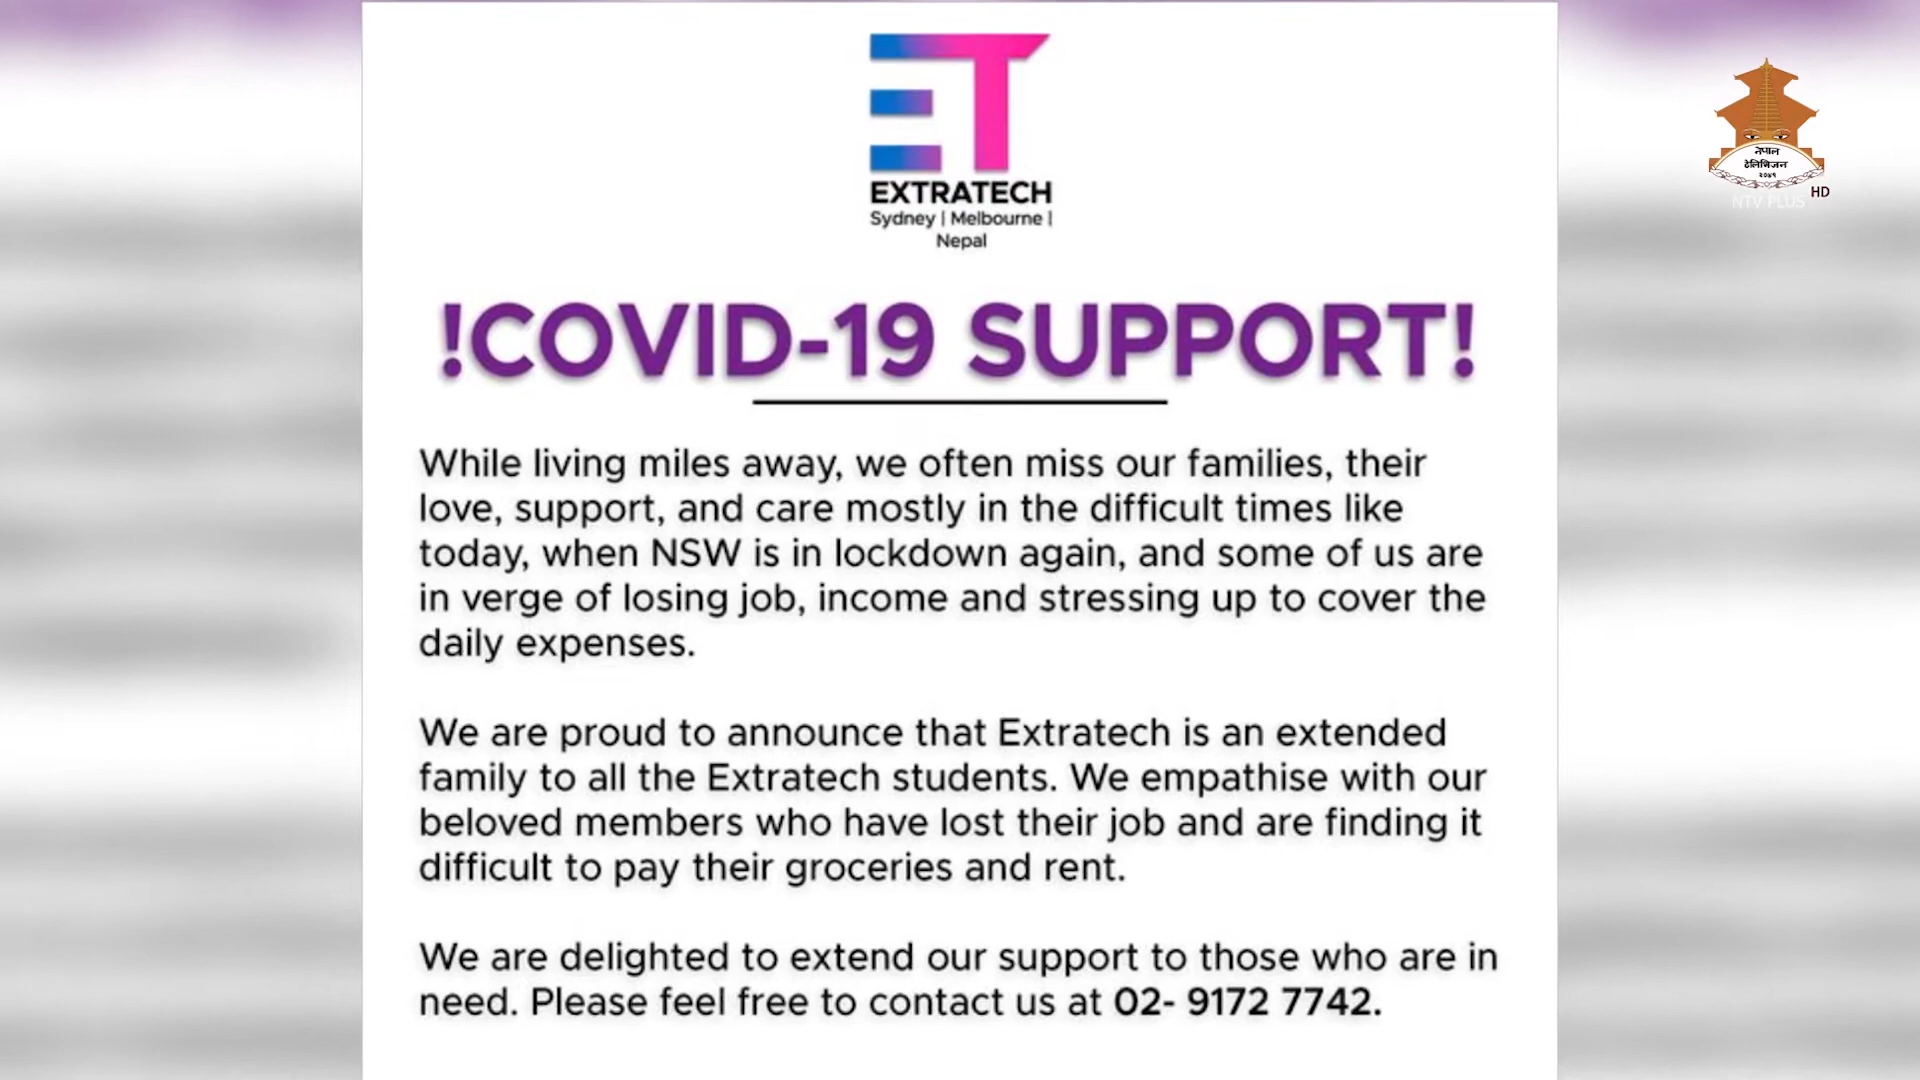 ET
EXTRATECH
Sydney | Melbourne |
Nepal
!COVID-19 SUPPORT!
While living miles away, we often miss our families, their
love, support, and care mostly in the difficult times like
today, when NSW is in lockdown again, and some of us are
in verge of losing job, income and stressing up to cover the
daily expenses.
We are proud to announce that Extratech is an extended
family to all the Extratech students. We empathise with our
beloved members who have lost their job and are finding it
difficult to pay their groceries and rent.
We are delighted to extend our support to those who are in
need. Please feel free to contact us at 02- 9172 7742.
नेपाल
टेलिभिजन
२०४१
HD
NTV PLUS